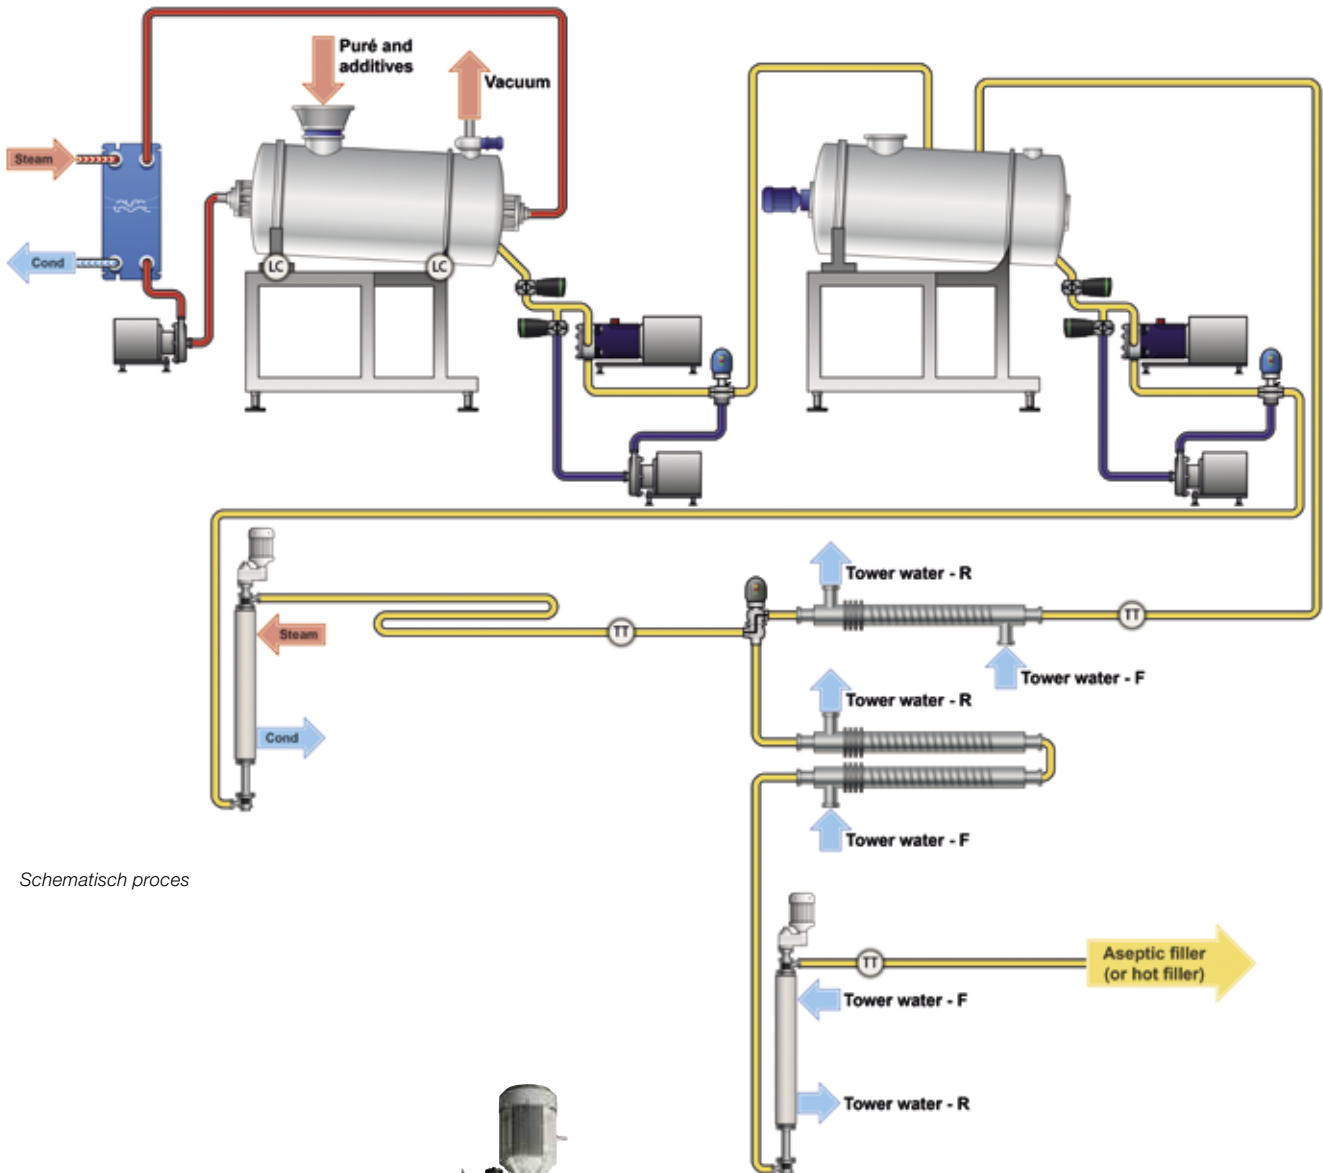 Puré and
additives
Vacuum
Steam
Cond
LC
LC
Tower water - R
Steam
TT
TT
Tower water - F
Tower water - R
Cond
Tower water - F
Schematisch proces
TT
Aseptic filler
(or hot filler)
Tower water - F
Tower water - R